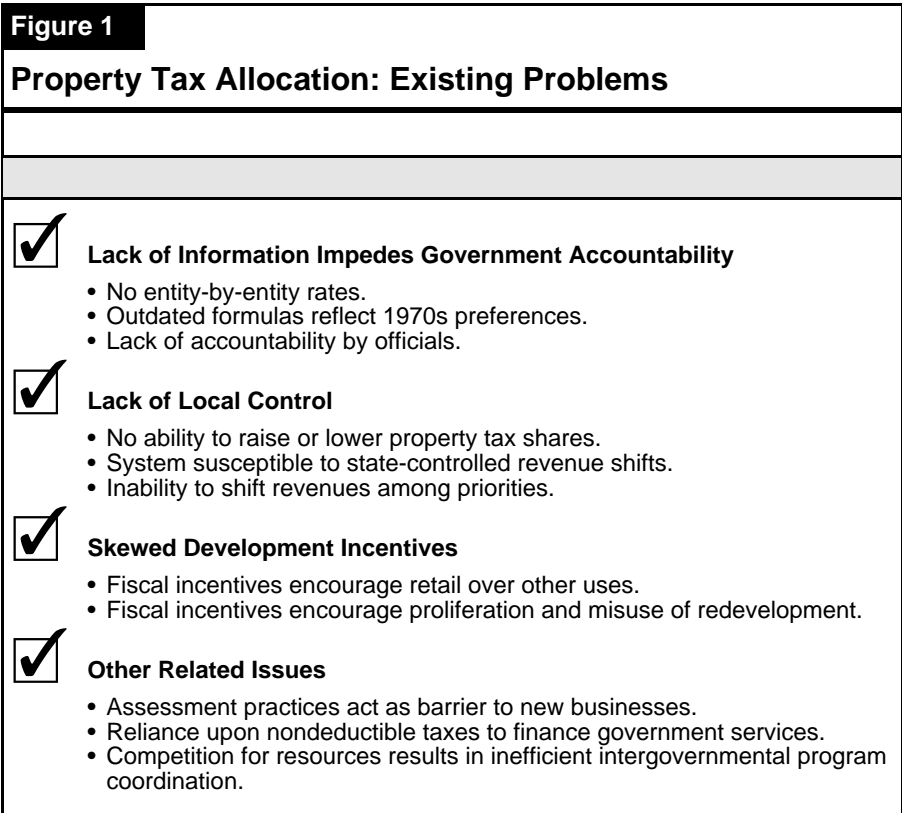 Figure 1
Property Tax Allocation: Existing Problems
Lack of Information Impedes Government Accountability
• No entity-by-entity rates.
• Outdated formulas reflect 1970s preferences.
• Lack of accountability by officials.
Lack of Local Control
• No ability to raise or lower property tax shares.
• System susceptible to state-controlled revenue shifts.
• Inability to shift revenues among priorities.
Skewed Development Incentives
• Fiscal incentives encourage retail over other uses.
• Fiscal incentives encourage proliferation and misuse of redevelopment.
Other Related Issues
• Assessment practices act as barrier to new businesses.
• Reliance upon nondeductible taxes to finance government services.
• Competition for resources results in inefficient intergovernmental program
coordination.